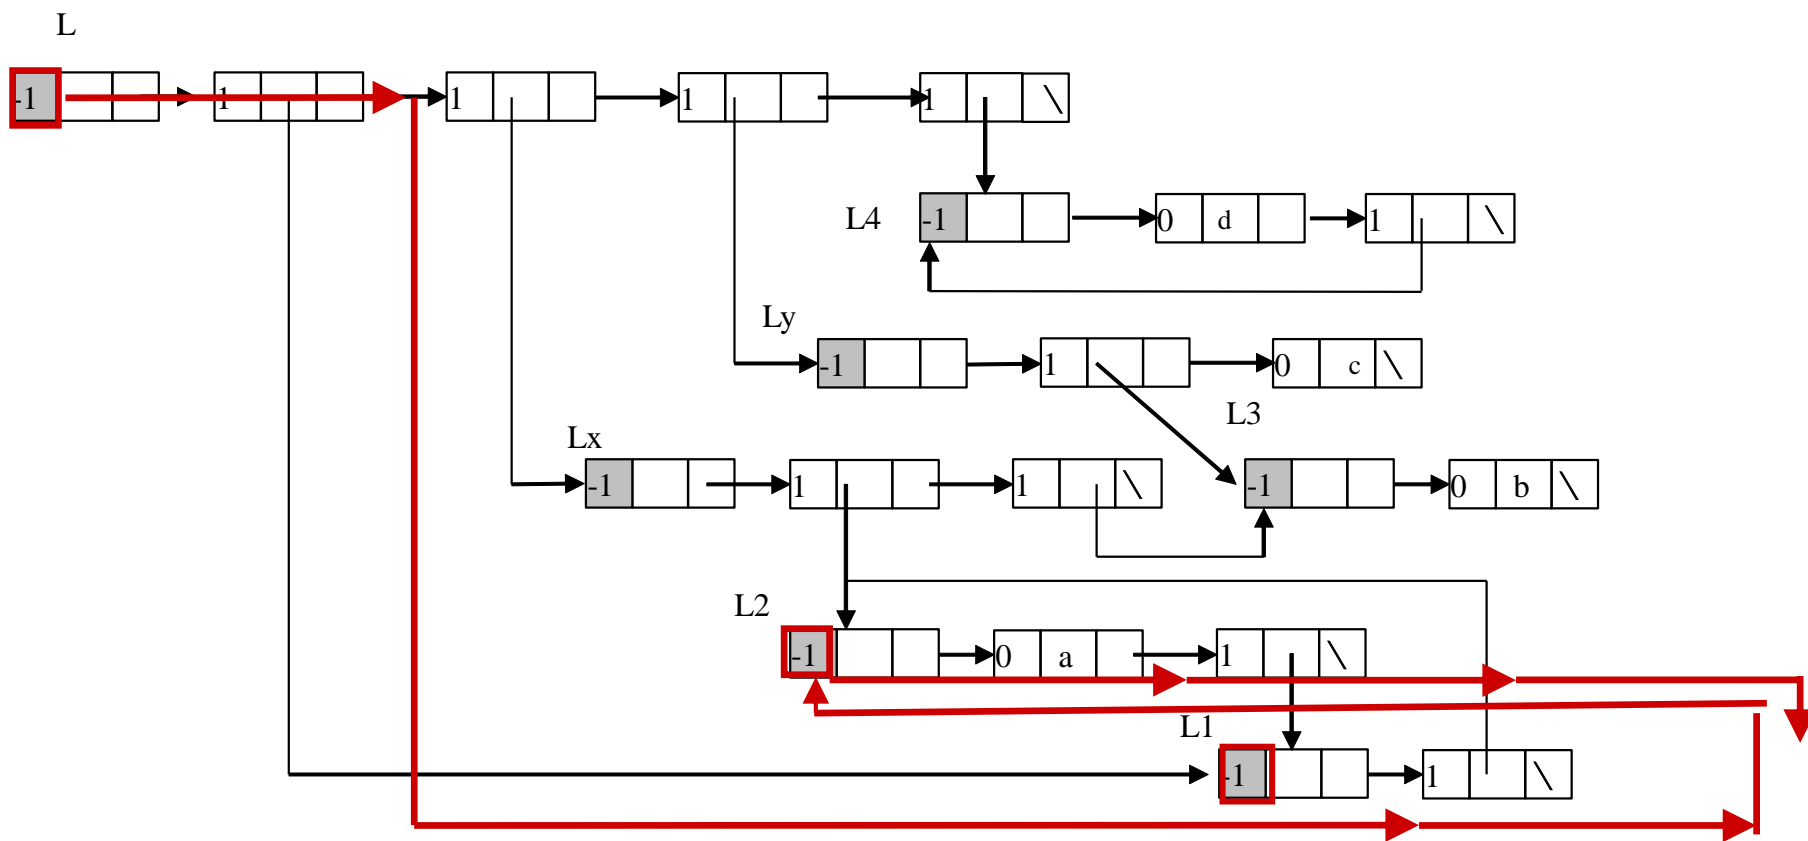 L
-1 1 1 1 1 \
L4 -1 0 d 1 \
Ly
-1 1 0 c \
L3
Lx
-1 1 1 \ -1 0 b \
L2
-1 0 a 1 \
L1
-1 1 \